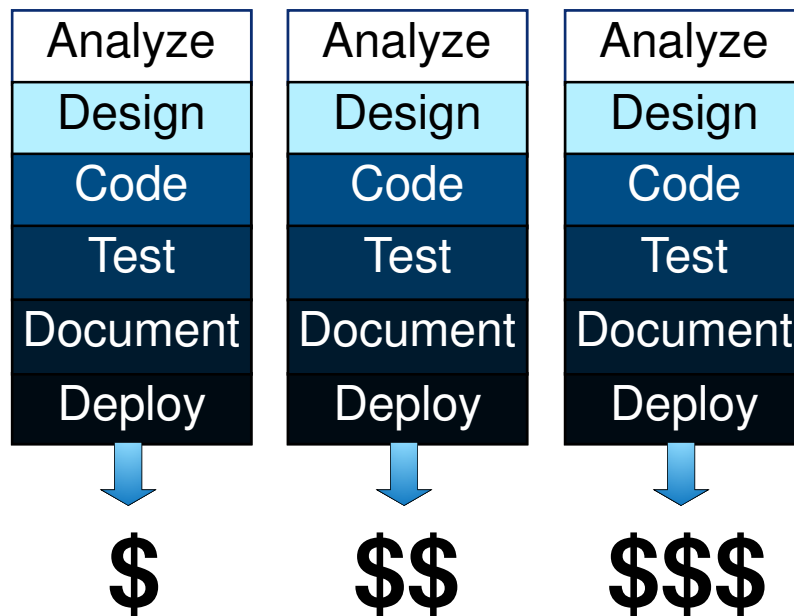 Analyze
Design
Code
Test
Document
Deploy
$
Analyze
Design
Code
Test
Document
Deploy
$$
Analyze
Design
Code
Test
Document
Deploy
$$$